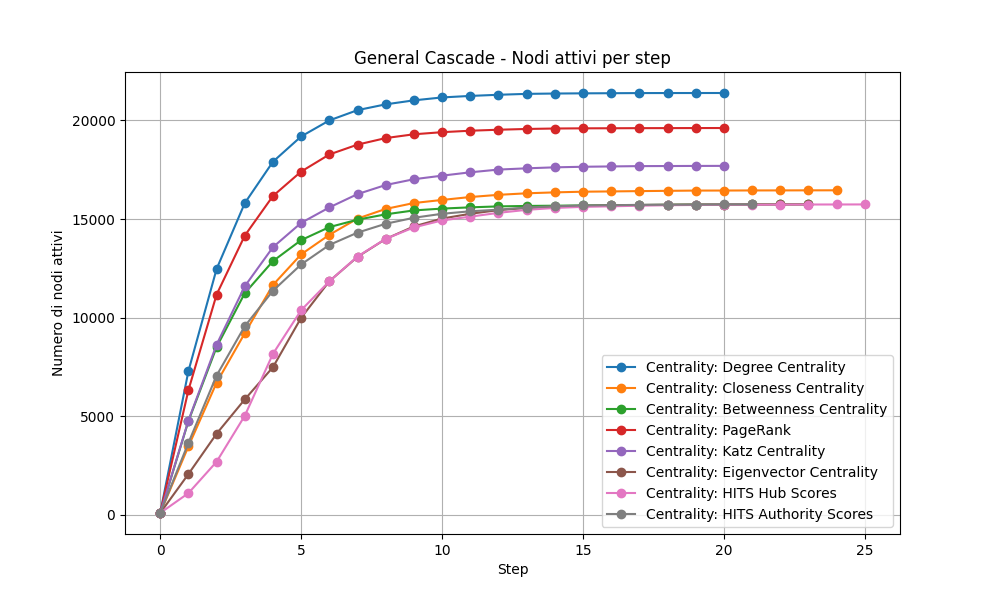 General Cascade - Nodi attivi per step
Numero di nodi attivi
20000
15000
10000
5000
0
Centrality: Degree Centrality
Centrality: Closeness Centrality
Centrality: Betweenness Centrality
Centrality: PageRank
Centrality: Katz Centrality
Centrality: Eigenvector Centrality
Centrality: HITS Hub Scores
Centrality: HITS Authority Scores
0 5 10 15 20 25
Step